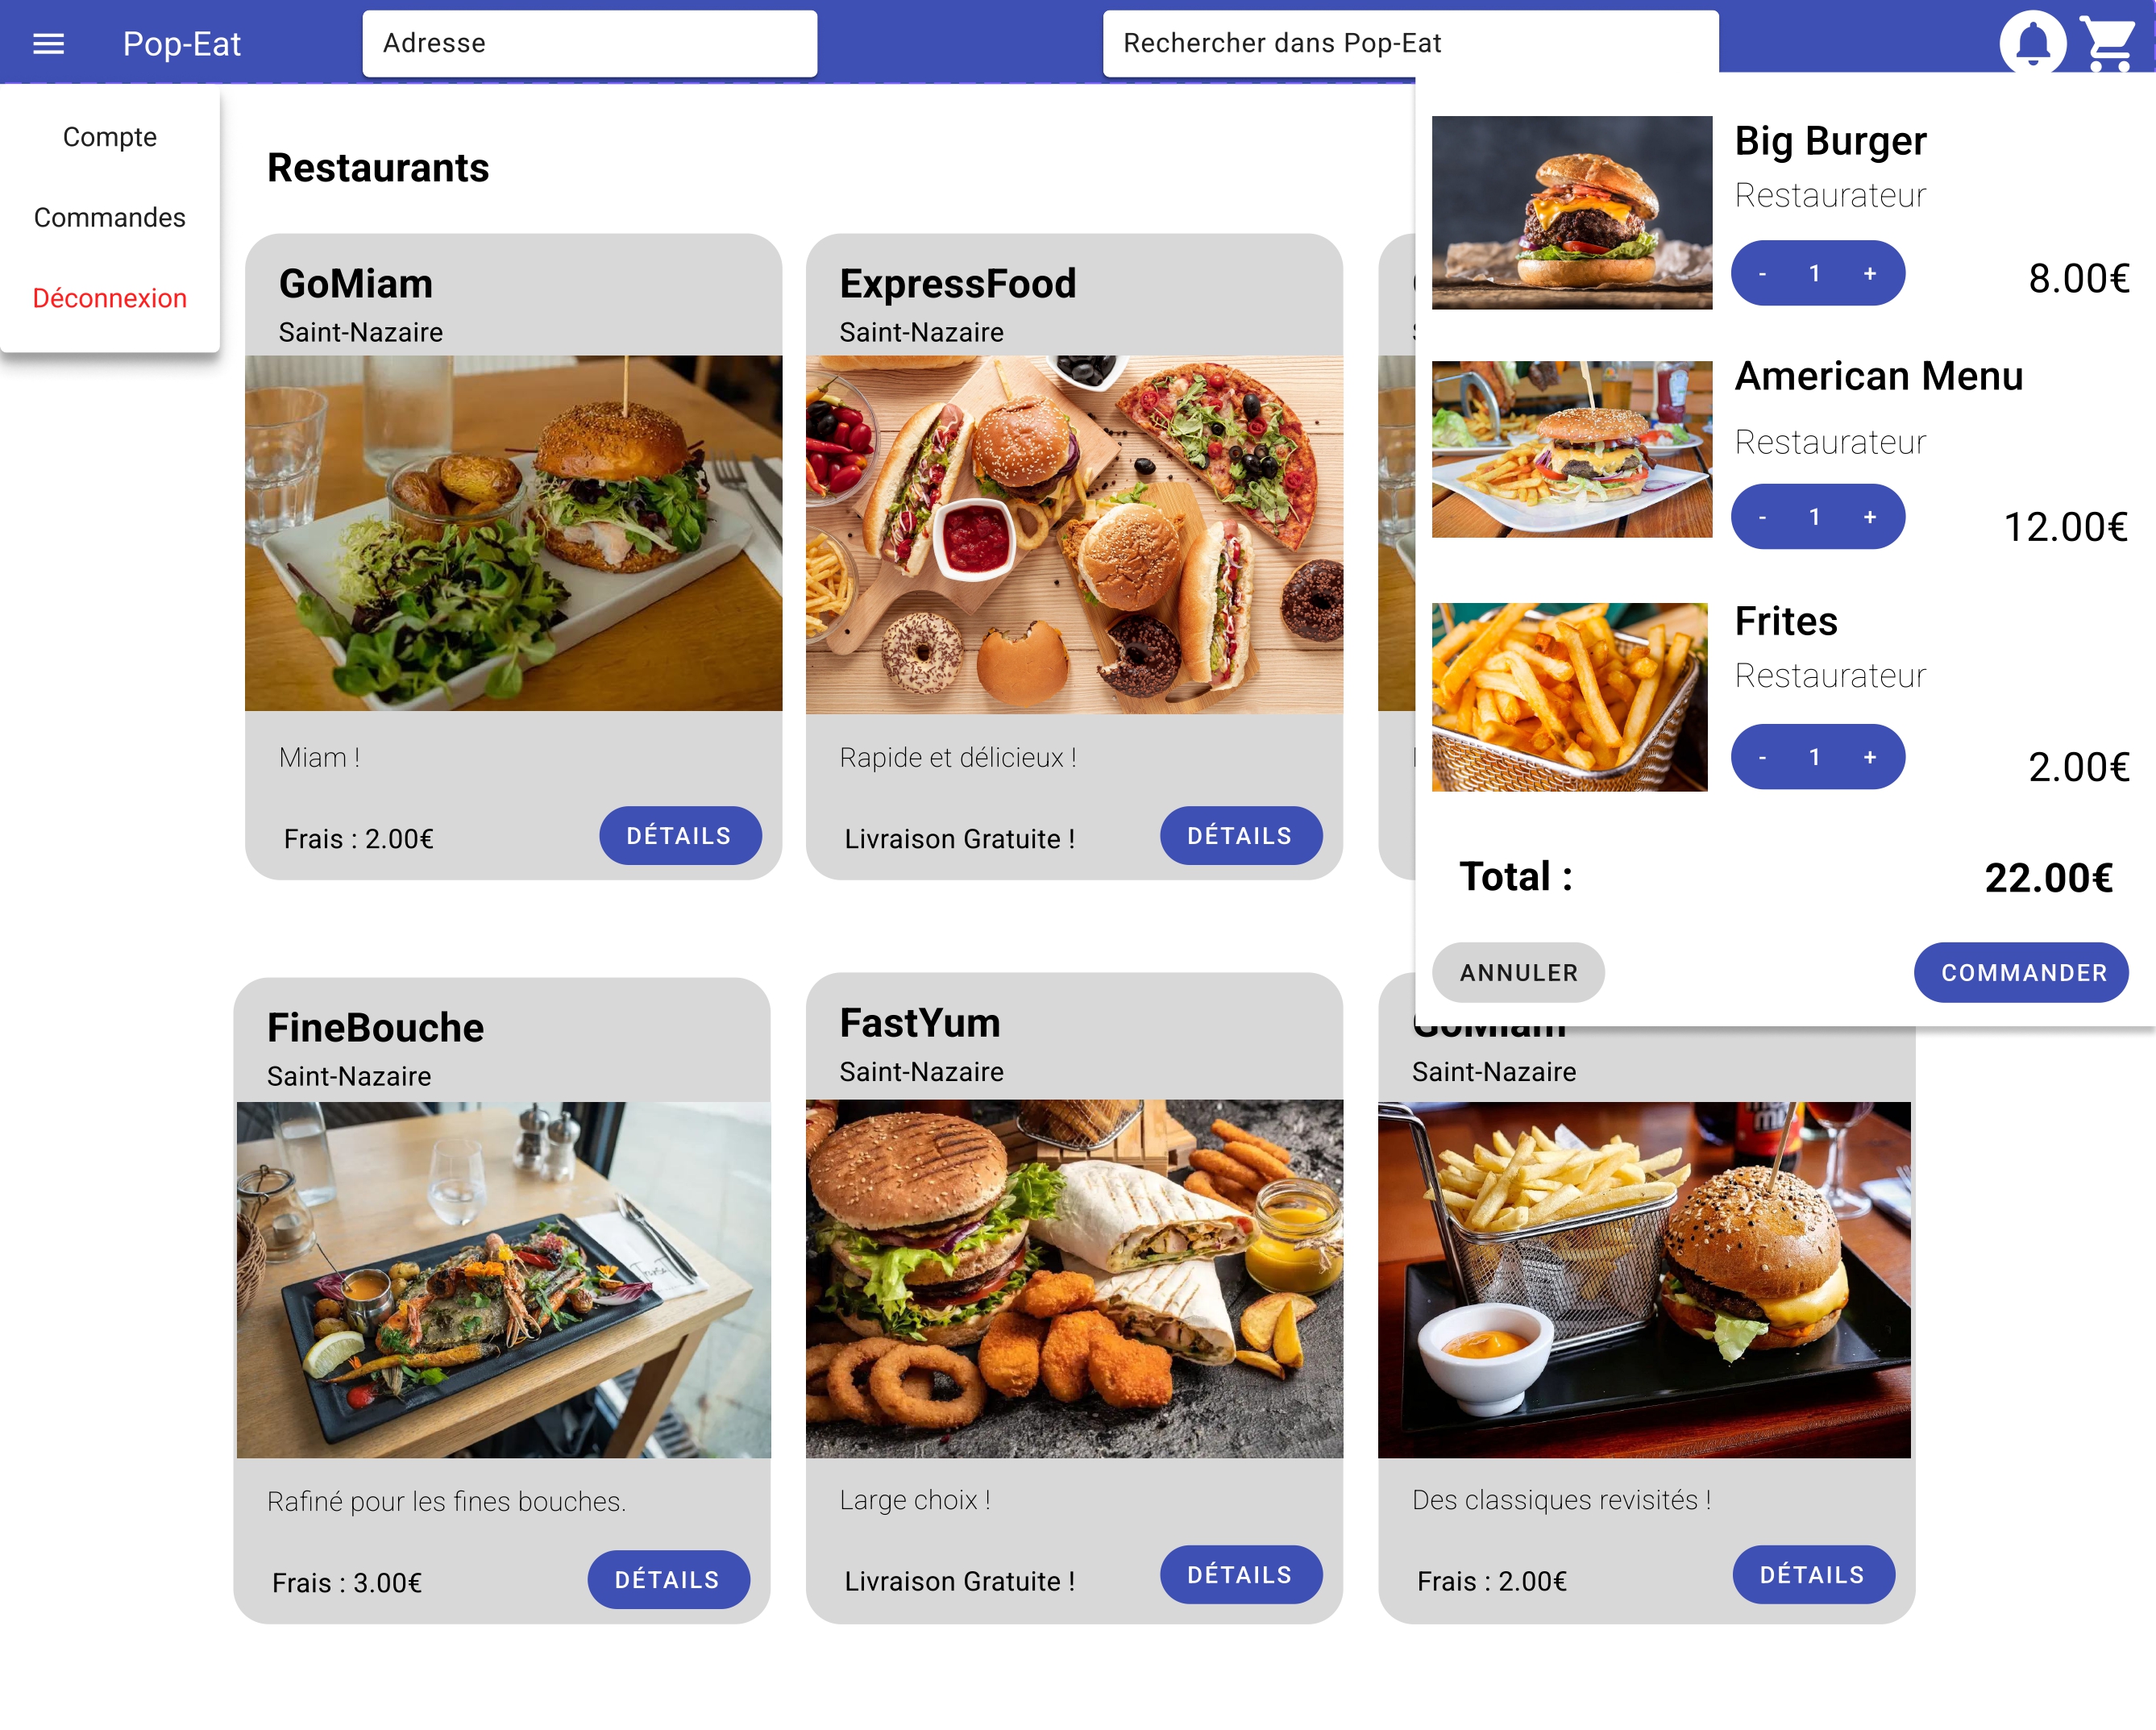 Pop-Eat
Adresse
Rechercher dans Pop-Eat
Compte
Commandes
Déconnexion
Restaurants
GoMiam
Saint-Nazaire
Miam !
Frais : 2.00€
DÉTAILS
ExpressFood
Saint-Nazaire
Rapide et délicieux !
Livraison Gratuite !
DÉTAILS
Big Burger
Restaurateur
- 1 +
8.00€
American Menu
Restaurateur
- 1 +
12.00€
Frites
Restaurateur
- 1 +
2.00€
Total :
22.00€
ANNULER
COMMANDER
FineBouche
Saint-Nazaire
Rafiné pour les fines bouches.
Frais : 3.00€
DÉTAILS
FastYum
Saint-Nazaire
Large choix !
Livraison Gratuite !
DÉTAILS
GoMiam
Saint-Nazaire
Des classiques revisités !
Frais : 2.00€
DÉTAILS